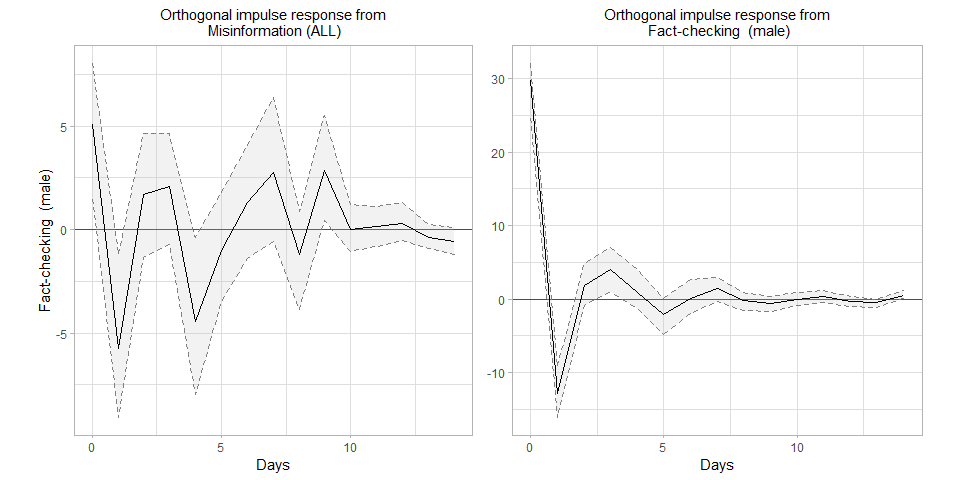 Orthogonal impulse response from
Misinformation (ALL)
Fact-checking (male)
5
0
-5
0
5
10
Days
Orthogonal impulse response from
Fact-checking (male)
30
20
10
0
-10
0
5
10
Days